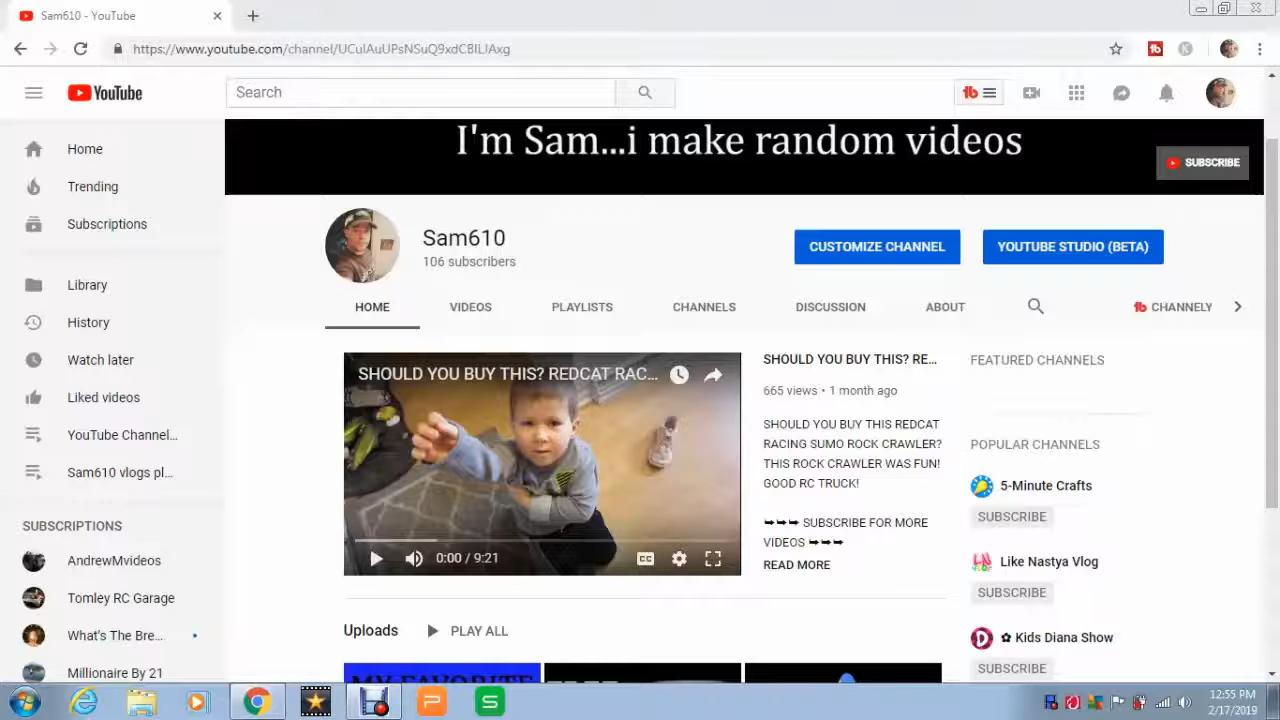 Sam610 - YouTube
https://www.youtube.com/channel/UCulAuUPsNSuQ9xdCBlLlAxg
YouTube
Search
I'm Sam...i make random videos
SUBSCRIBE
Home
Trending
Subscriptions
Library
History
Watch later
Liked videos
YouTube Channel...
Sam610 vlogs pl...
SUBSCRIPTIONS
AndrewMvideos
Tomley RC Garage
What's The Bre...
Millionaire By 21
Sam610
106 subscribers
CUSTOMIZE CHANNEL
YOUTUBE STUDIO (BETA)
HOME
VIDEOS
PLAYLISTS
CHANNELS
DISCUSSION
ABOUT
CHANNELY
SHOULD YOU BUY THIS? REDCAT RAC...
0:00 / 9:21
CC
SHOULD YOU BUY THIS? RE...
665 views • 1 month ago
SHOULD YOU BUY THIS REDCAT
RACING SUMO ROCK CRAWLER?
THIS ROCK CRAWLER WAS FUN!
GOOD RC TRUCK!
➥➥➥ SUBSCRIBE FOR MORE
VIDEOS ➥➥➥
READ MORE
FEATURED CHANNELS
POPULAR CHANNELS
5-Minute Crafts
SUBSCRIBE
Like Nastya Vlog
SUBSCRIBE
✿ Kids Diana Show
SUBSCRIBE
Uploads
PLAY ALL
MY FAVORITE
12:55 PM
2/17/2019